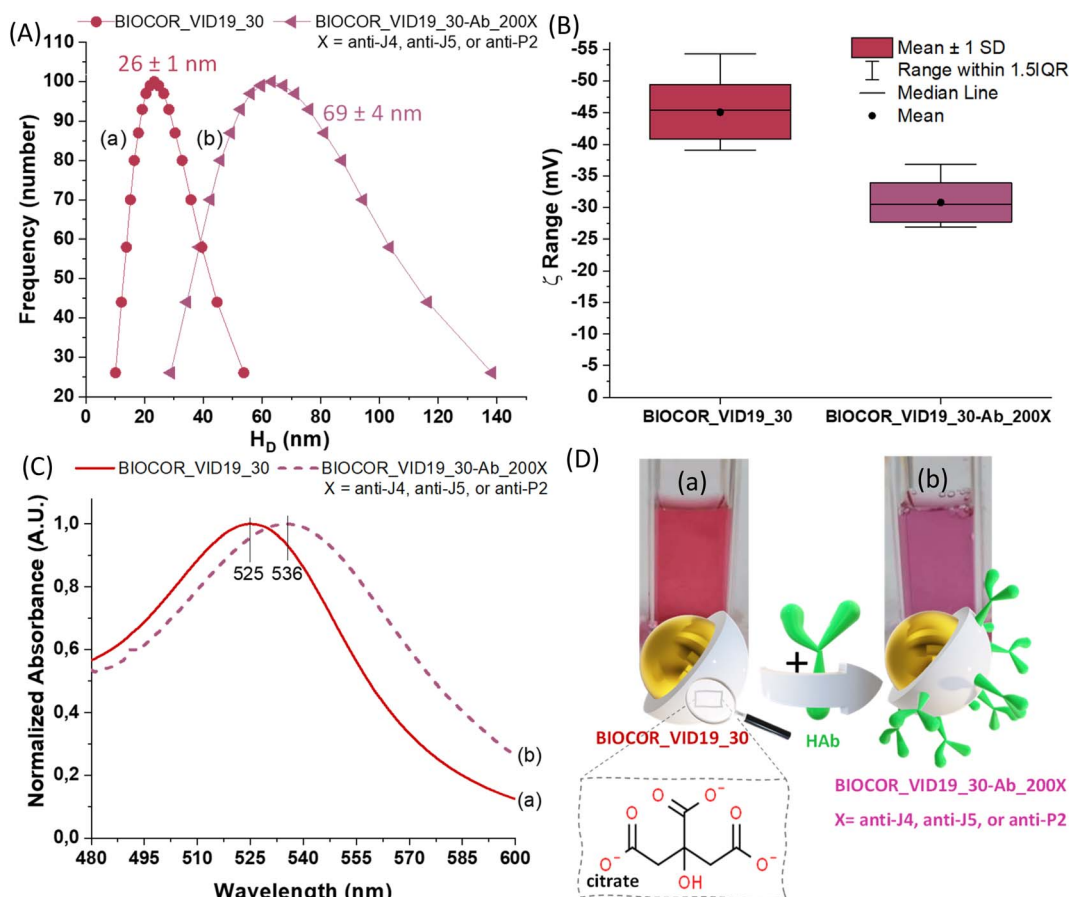 (A)
BIOCOR_VID19_30
BIOCOR_VID19_30-Ab_200X
X = anti-J4, anti-J5, or anti-P2
110
100
90
80
70
60
50
40
30
20
Frequency (number)
26 ± 1 nm
69 ± 4 nm
(a)
(b)
0 20 40 60 80 100 120 140
H_D (nm)
(B)
-55
-50
-45
-40
-35
-30
-25
-20
-15
-10
-5
0
ζ Range (mV)
Mean ± 1 SD
Range within 1.5IQR
Median Line
Mean
BIOCOR_VID19_30
BIOCOR_VID19_30-Ab_200X
(C)
BIOCOR_VID19_30
BIOCOR_VID19_30-Ab_200X
X = anti-J4, anti-J5, or anti-P2
1,0
0,8
0,6
0,4
0,2
0,0
Normalized Absorbance (A.U.)
525
536
(b)
(a)
480 495 510 525 540 555 570 585 600
Wavelength (nm)
(D)
(a)
(b)
+
BIOCOR_VID19_30
HAb
BIOCOR_VID19_30-Ab_200X
X= anti-J4, anti-J5, or anti-P2
O
O⁻
O
O
O⁻
O⁻
OH
citrate